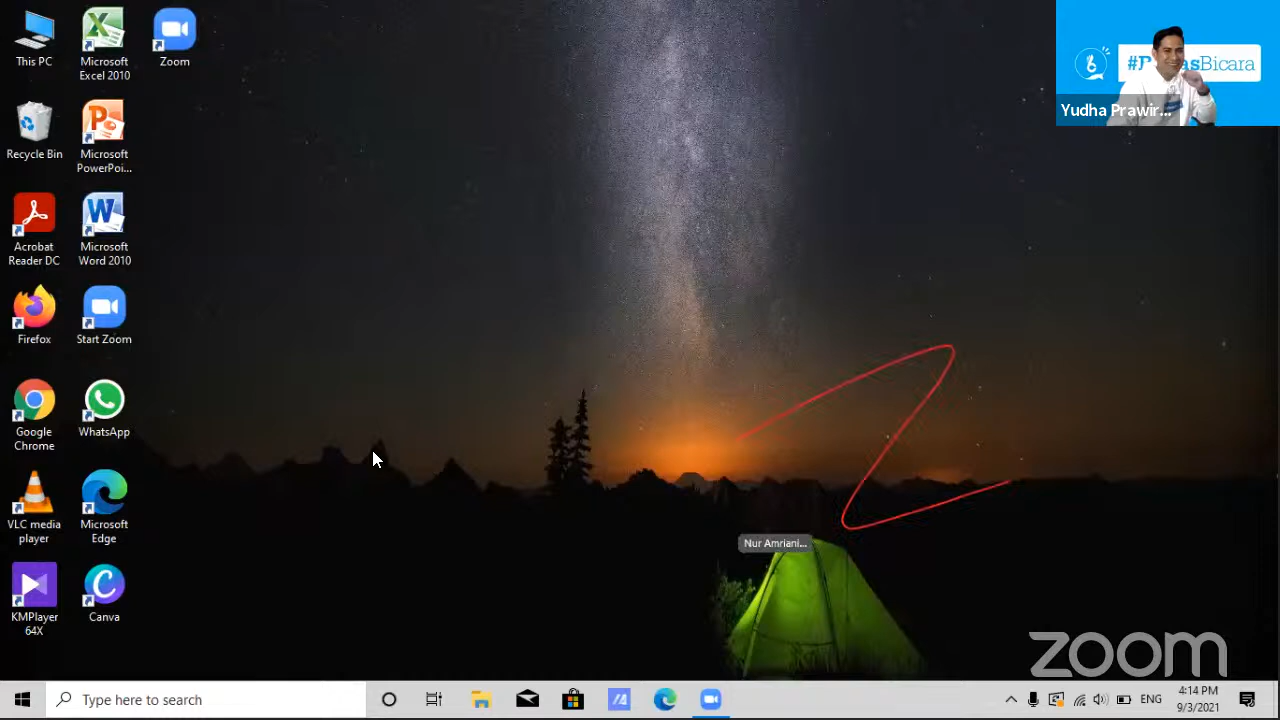 This PC
Microsoft
Excel 2010
Zoom
Recycle Bin
Microsoft
PowerPoi...
Acrobat
Reader DC
Microsoft
Word 2010
Firefox
Start Zoom
Google
Chrome
WhatsApp
VLC media
player
Microsoft
Edge
KMPlayer
64X
Canva
Yudha Prawir...
Bicara
Nur Amriani...
zoom
Type here to search
ENG
4:14 PM
9/3/2021